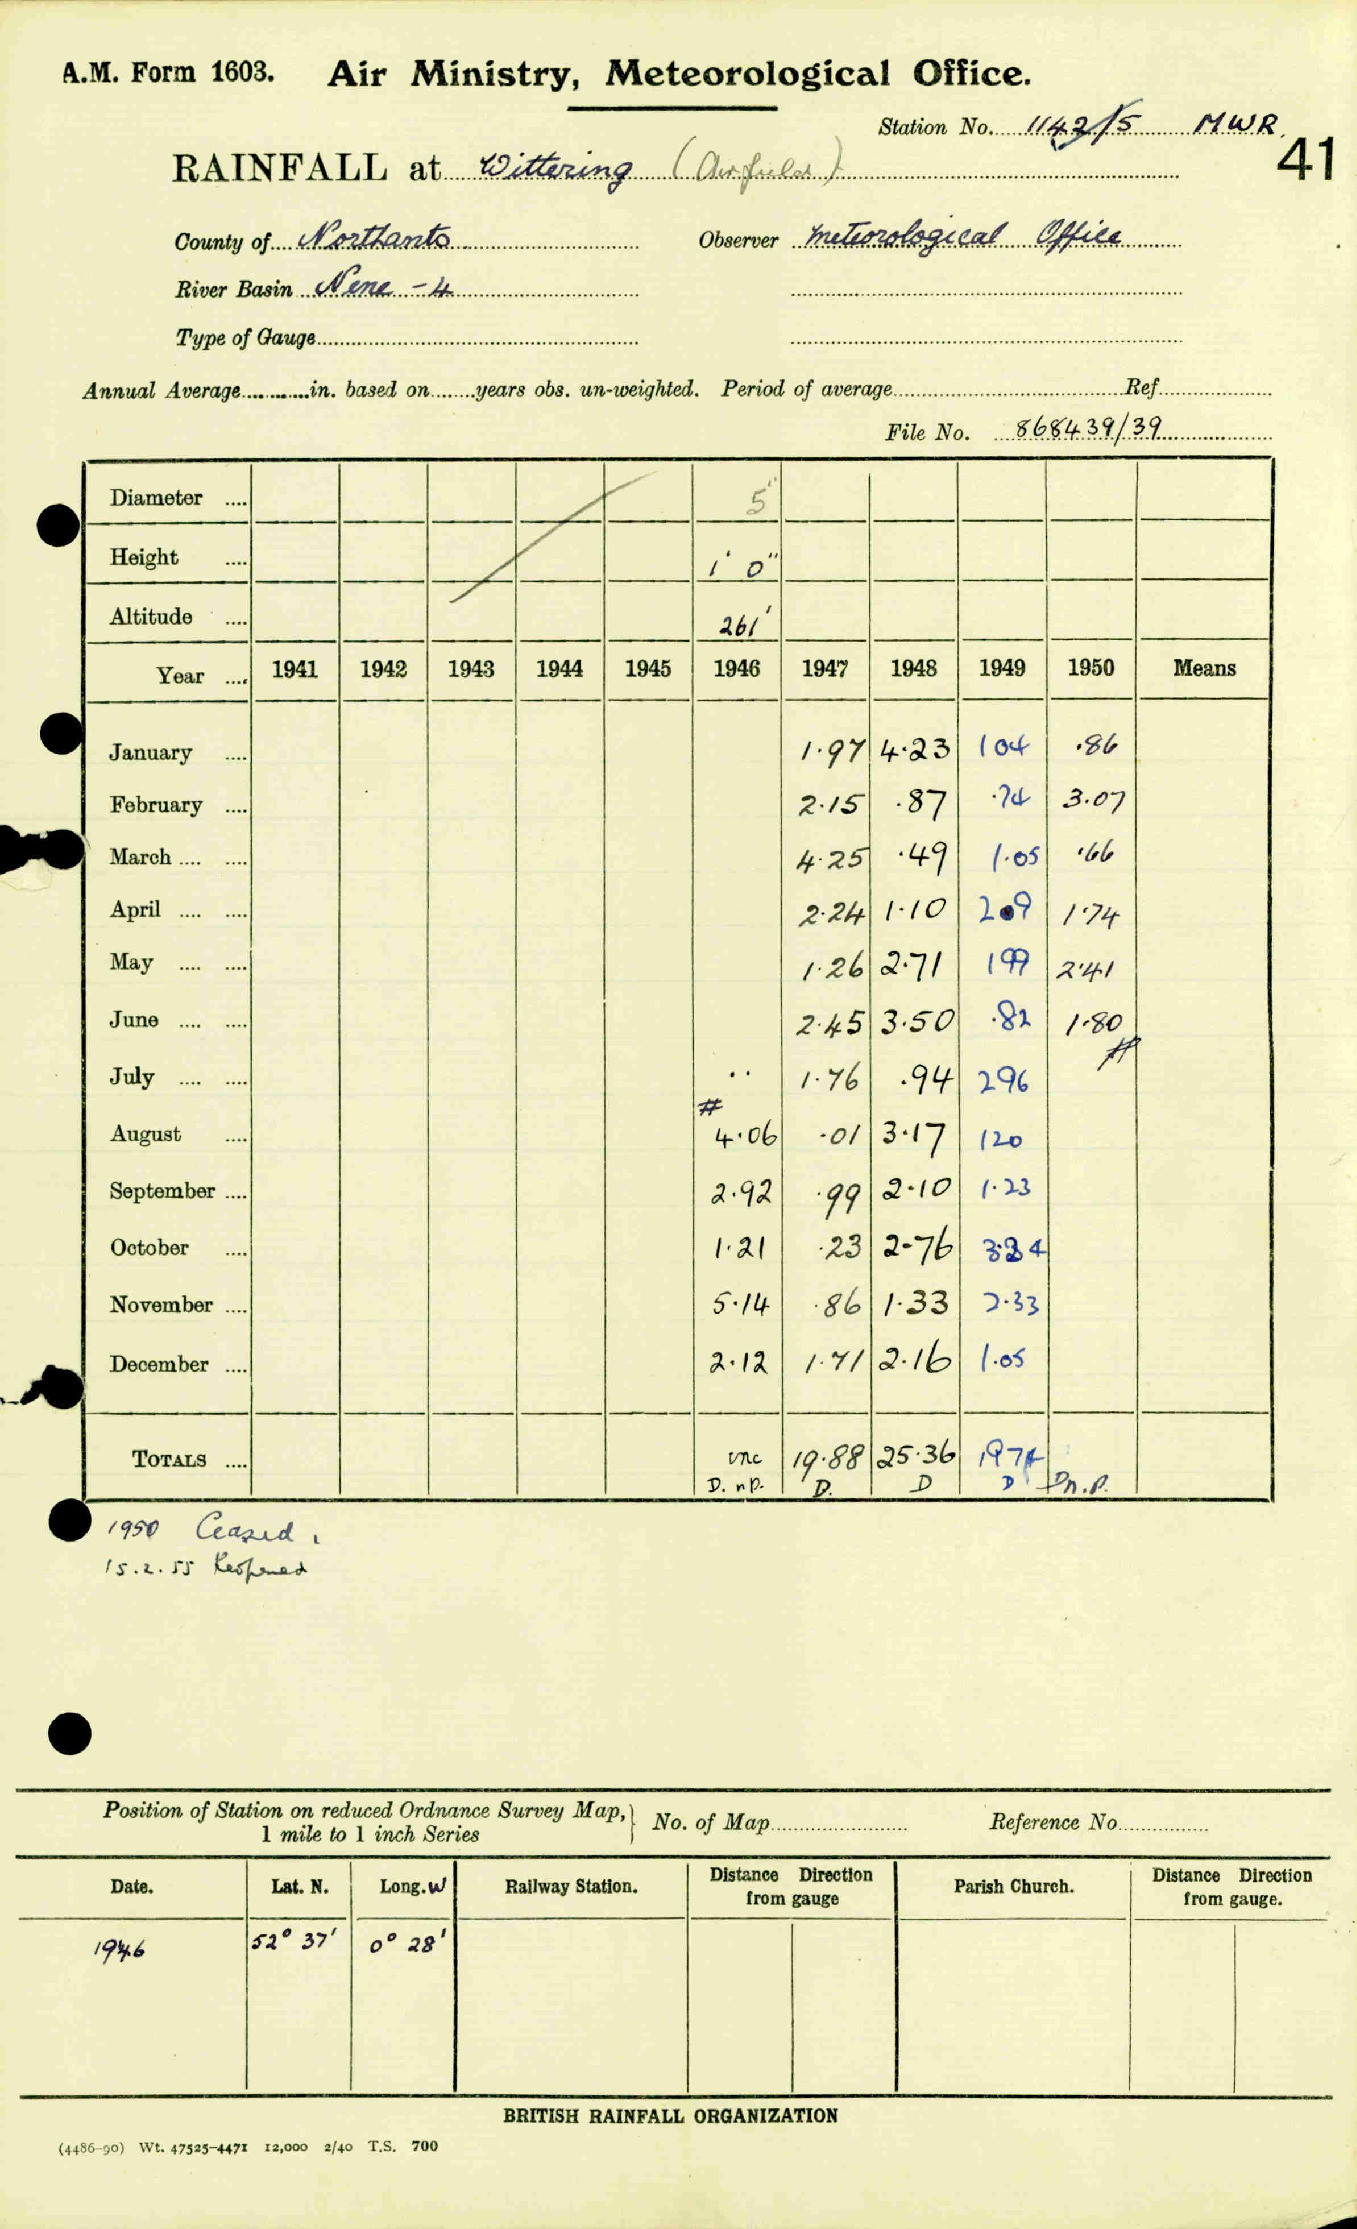 A.M. Form 1603. Air Ministry, Meteorological Office.
Station No. 1142/5 MWR
41
RAINFALL at Wittering (Airfield)
County of Northants Observer Meteorological Office
River Basin Nene - 4
Type of Gauge
Annual Average in. based on years obs. un-weighted. Period of average Ref.
File No. 868439/39
Diameter 5"
Height 1' 0"
Altitude 261'
Year 1941 1942 1943 1944 1945 1946 1947 1948 1949 1950 Means
January 1.97 4.23 104 .86
February 2.15 .87 .74 3.07
March 4.25 .49 1.05 .66
April 2.24 1.10 2.09 1.74
May 1.26 2.71 199 2.41
June 2.45 3.50 .82 1.80
#
July .. 1.76 .94 296
#
August 4.06 .01 3.17 120
September 2.92 .99 2.10 1.23
October 1.21 .23 2.76 3.24
November 5.14 .86 1.33 2.33
December 2.12 1.71 2.16 1.05
TOTALS inc 19.88 25.36 1974
D. np. D. D D Dn.p.
1950 Ceased.
15.2.55 Reopened
Position of Station on reduced Ordnance Survey Map, No. of Map Reference No.
1 mile to 1 inch Series
Date. Lat. N. Long. W Railway Station. Distance Direction from gauge Parish Church. Distance Direction from gauge.
1946 52° 37' 0° 28'
BRITISH RAINFALL ORGANIZATION
(4486-90) Wt. 47525-4471 12,000 2/40 T.S. 700